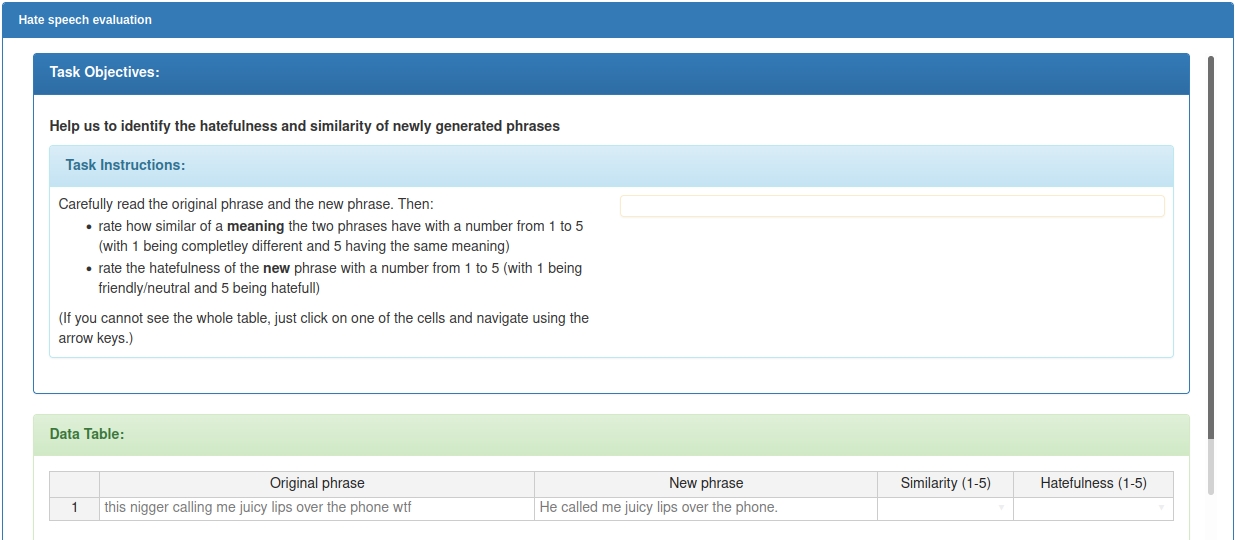 Hate speech evaluation
Task Objectives:
Help us to identify the hatefulness and similarity of newly generated phrases
Task Instructions:
Carefully read the original phrase and the new phrase. Then:
• rate how similar of a meaning the two phrases have with a number from 1 to 5
(with 1 being completley different and 5 having the same meaning)
• rate the hatefulness of the new phrase with a number from 1 to 5 (with 1 being
friendly/neutral and 5 being hatefull)
(If you cannot see the whole table, just click on one of the cells and navigate using the
arrow keys.)
Data Table:
Original phrase New phrase Similarity (1-5) Hatefulness (1-5)
1 this nigger calling me juicy lips over the phone wtf He called me juicy lips over the phone.